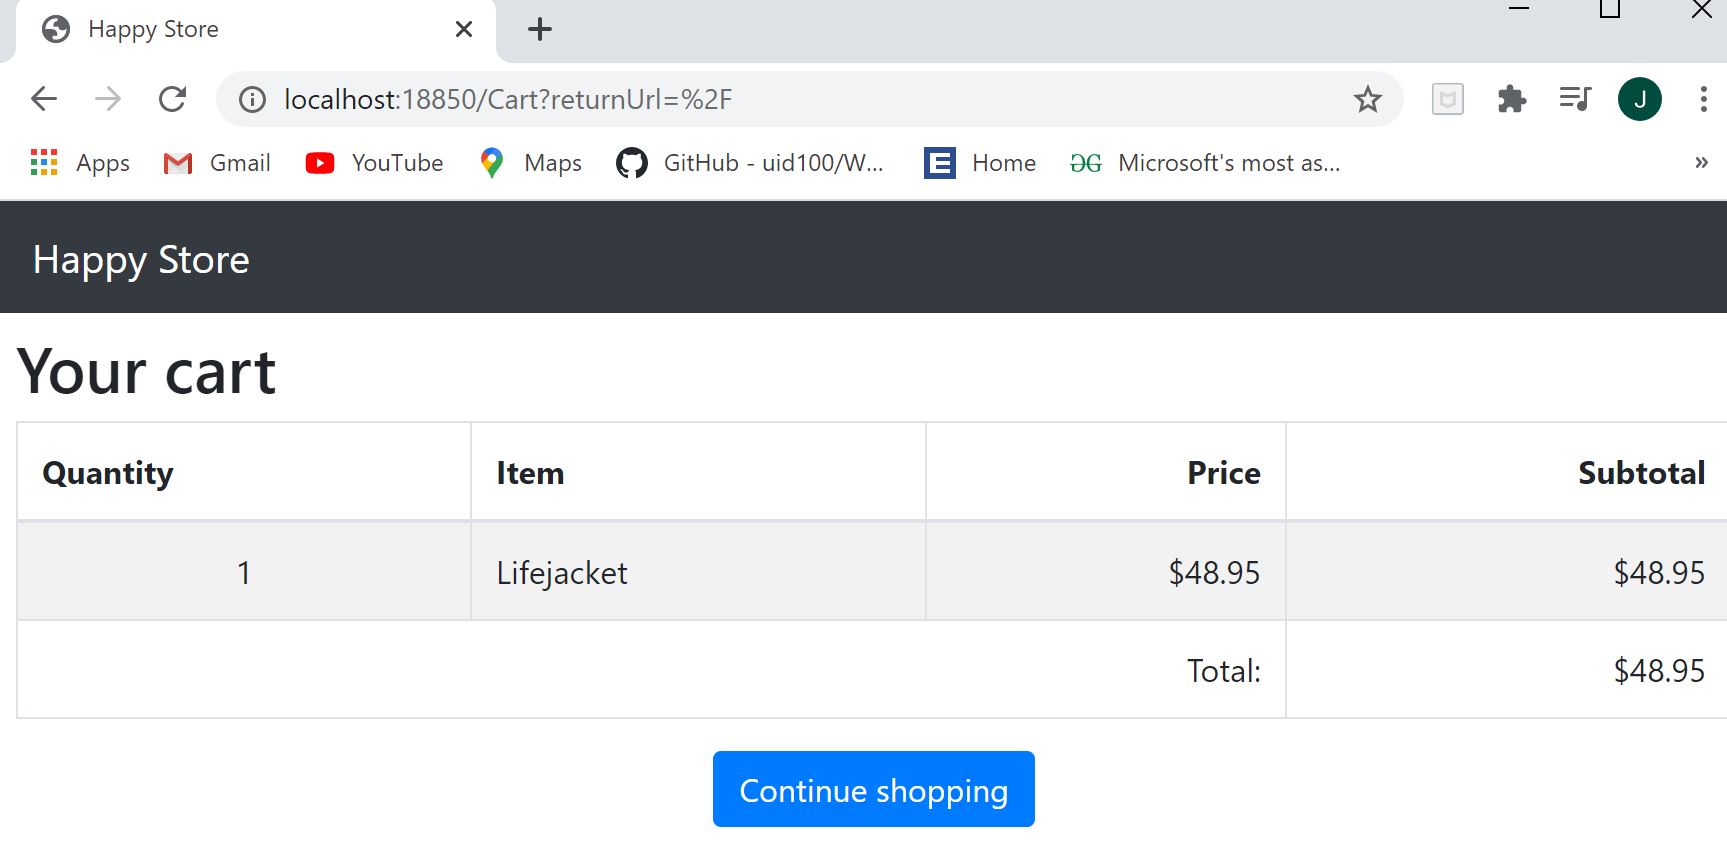 Happy Store
localhost:18850/Cart?returnUrl=%2F
J
Apps Gmail YouTube Maps GitHub - uid100/W... E Home GG Microsoft's most as... »
Happy Store
Your cart
Quantity Item Price Subtotal
1 Lifejacket $48.95 $48.95
Total: $48.95
Continue shopping